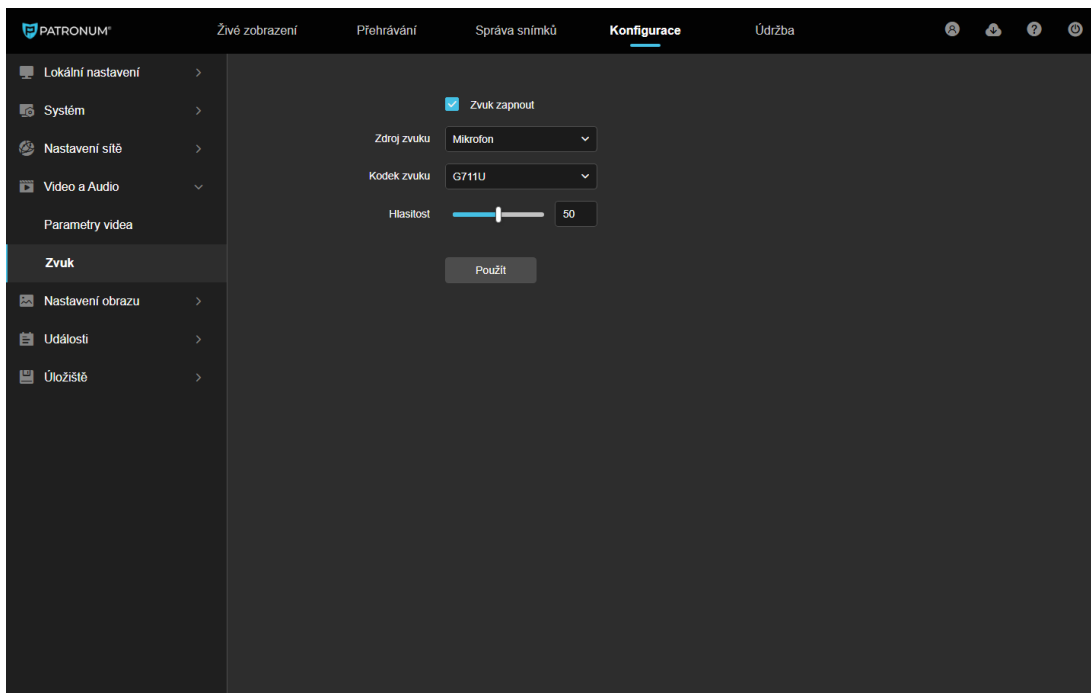 PATRONUM®
Živé zobrazení
Přehrávání
Správa snímků
Konfigurace
Údržba
Lokální nastavení
Systém
Nastavení sítě
Video a Audio
Parametry videa
Zvuk
Nastavení obrazu
Události
Úložiště
Zvuk zapnout
Zdroj zvuku Mikrofon
Kodek zvuku G711U
Hlasitost 50
Použít